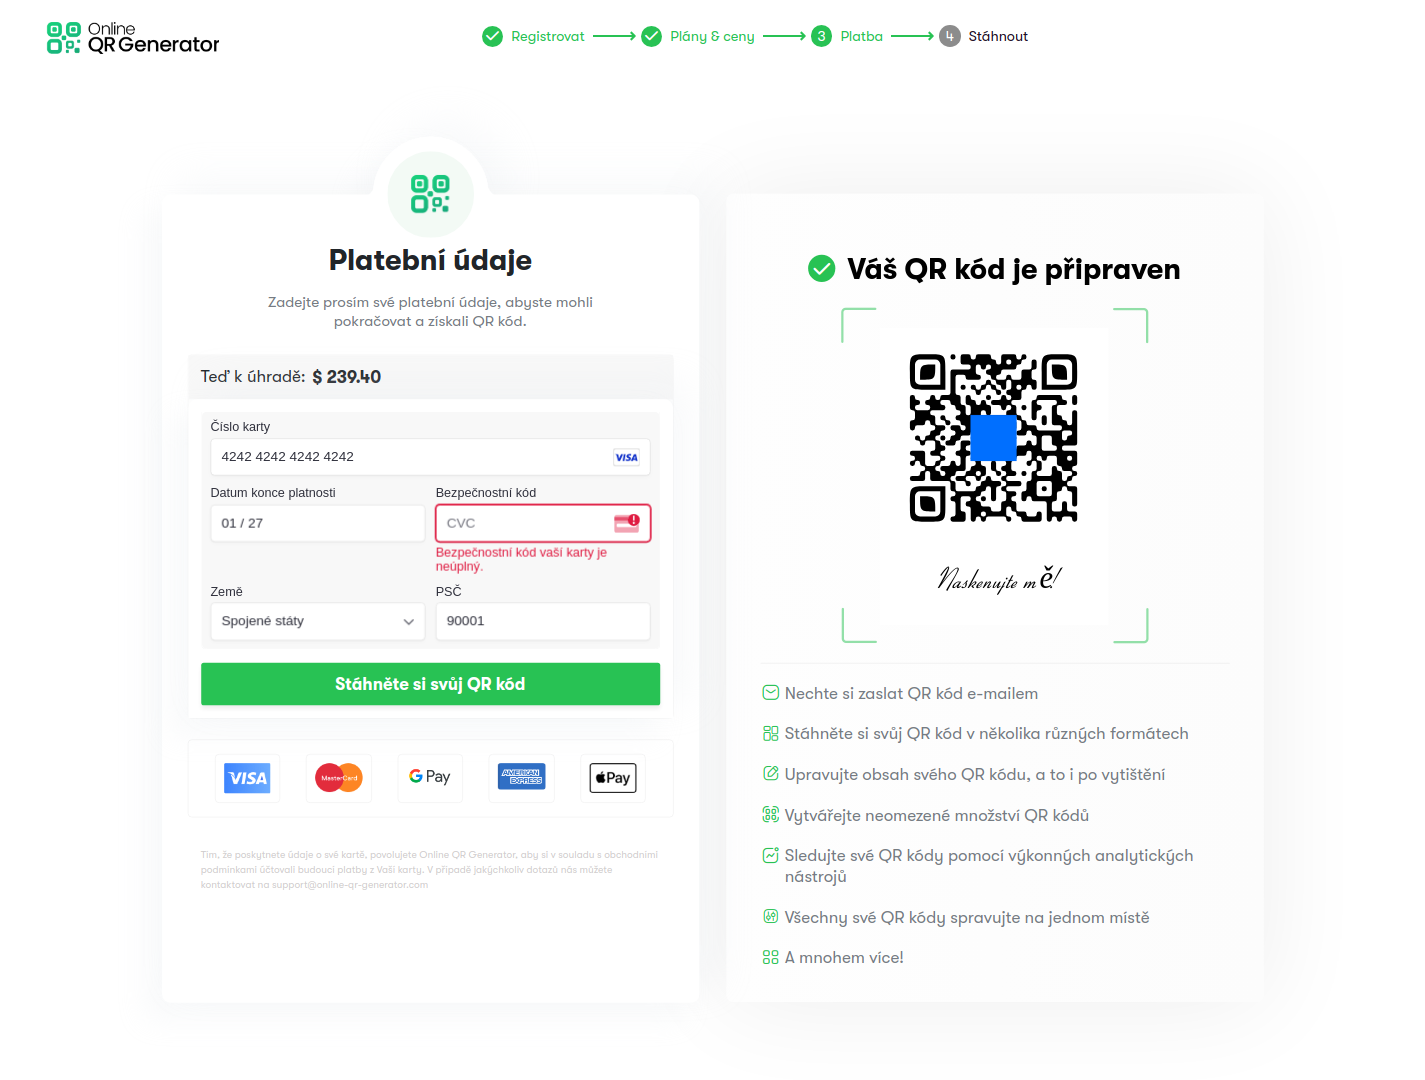 Online
QR Generator
Registrovat
Plány & ceny
3 Platba
4 Stáhnout
Platební údaje
Zadejte prosím své platební údaje, abyste mohli
pokračovat a získali QR kód.
Teď k úhradě: $ 239.40
Číslo karty
4242 4242 4242 4242
VISA
Datum konce platnosti
Bezpečnostní kód
01 / 27
CVC
Bezpečnostní kód vaší karty je
neúplný.
Země
PSČ
Spojené státy
90001
Stáhněte si svůj QR kód
VISA
MasterCard
G Pay
AMERICAN
EXPRESS
Pay
Tím, že poskytnete údaje o své kartě, povolujete Online QR Generator, aby si v souladu s obchodními
podmínkami účtovali budoucí platby z Vaší karty. V případě jakýchkoliv dotazů nás můžete
kontaktovat na support@online-qr-generator.com
Váš QR kód je připraven
Naskenujte mě!
Nechte si zaslat QR kód e-mailem
Stáhněte si svůj QR kód v několika různých formátech
Upravujte obsah svého QR kódu, a to i po vytištění
Vytvářejte neomezené množství QR kódů
Sledujte své QR kódy pomocí výkonných analytických
nástrojů
Všechny své QR kódy spravujte na jednom místě
A mnohem více!